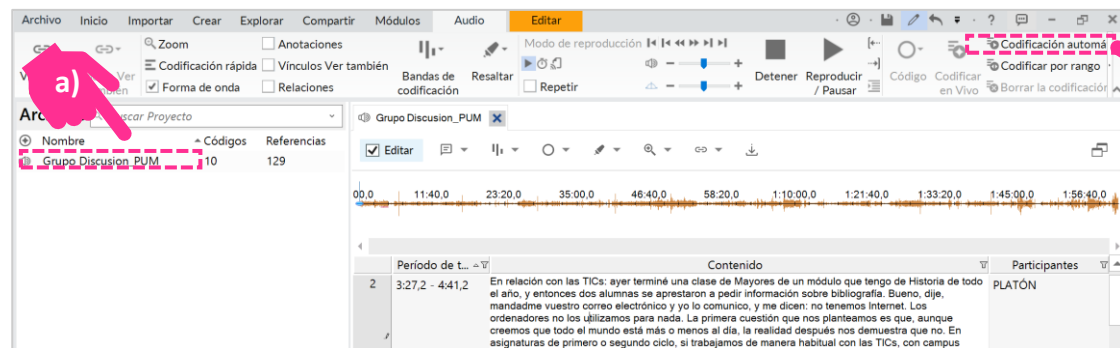 Archivo Inicio Importar Crear Explorar Compartir Módulos Audio Editar
Zoom Anotaciones Modo de reproducción Codificación automá
Codificación rápida Vínculos Ver también Codificar por rango
Ver Forma de onda Relaciones Bandas de codificación Resaltar Repetir Detener Reproducir / Pausar Código Codificar en Vivo Borrar la codificación
a)
Proyecto
Nombre Códigos Referencias
Grupo Discusion_PUM 10 129
Grupo Discusion_PUM
Editar
00,0 11:40,0 23:20,0 35:00,0 46:40,0 58:20,0 1:10:00,0 1:21:40,0 1:33:20,0 1:45:00,0 1:56:40,0
Período de t... Contenido Participantes
2 3:27,2 - 4:41,2 En relación con las TICs: ayer terminé una clase de Mayores de un módulo que tengo de Historia de todo PLATÓN
el año, y entonces dos alumnas se aprestaron a pedir información sobre bibliografía. Bueno, dije,
mandadme vuestro correo electrónico y yo lo comunico, y me dicen: no tenemos Internet. Los
ordenadores no los utilizamos para nada. La primera cuestión que nos planteamos es que, aunque
creemos que todo el mundo está más o menos al día, la realidad después nos demuestra que no. En
asignaturas de primero o segundo ciclo, si trabajamos de manera habitual con las TICs, con campus